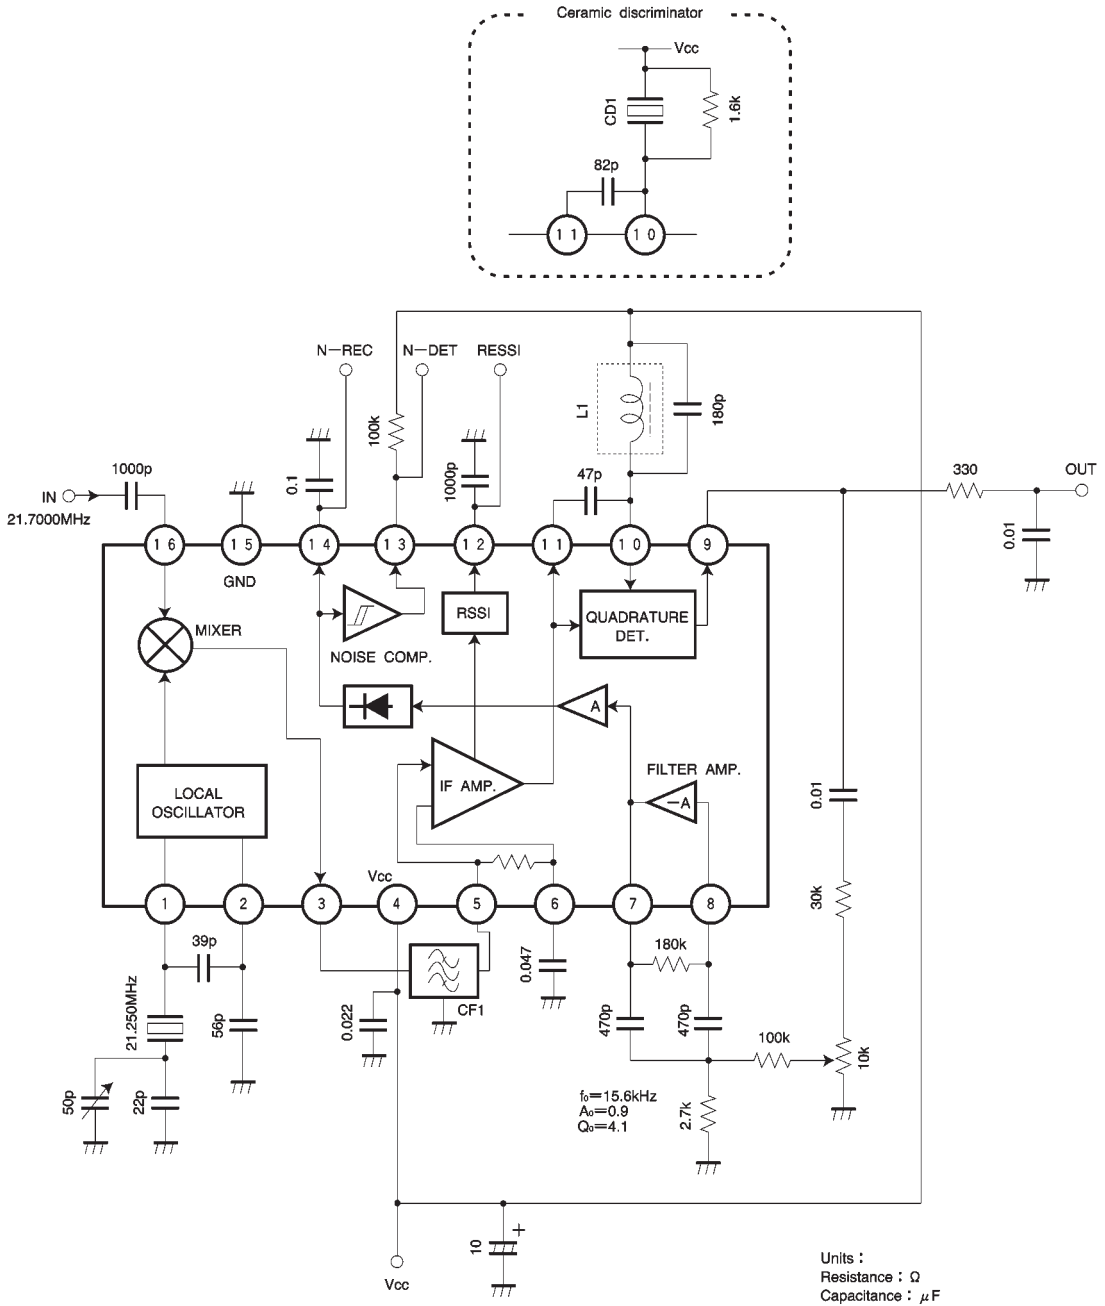 Ceramic discriminator
Vcc
CD1
1.6k
82p
11
10
N-REC
N-DET
RESSI
L1
180p
100k
1000p
0.1
1000p
47p
330
OUT
IN
21.7000MHz
0.01
16
15
14
13
12
11
10
9
GND
MIXER
NOISE COMP.
RSSI
QUADRATURE
DET.
A
IF AMP.
FILTER AMP.
-A
LOCAL
OSCILLATOR
0.01
Vcc
1
2
3
4
5
6
7
8
30k
39p
180k
0.047
21.250MHz
56p
0.022
CF1
470p
470p
100k
10k
50p
22p
f₀=15.6kHz
A₀=0.9
Q₀=4.1
2.7k
10
+
Vcc
Units :
Resistance : Ω
Capacitance : μF